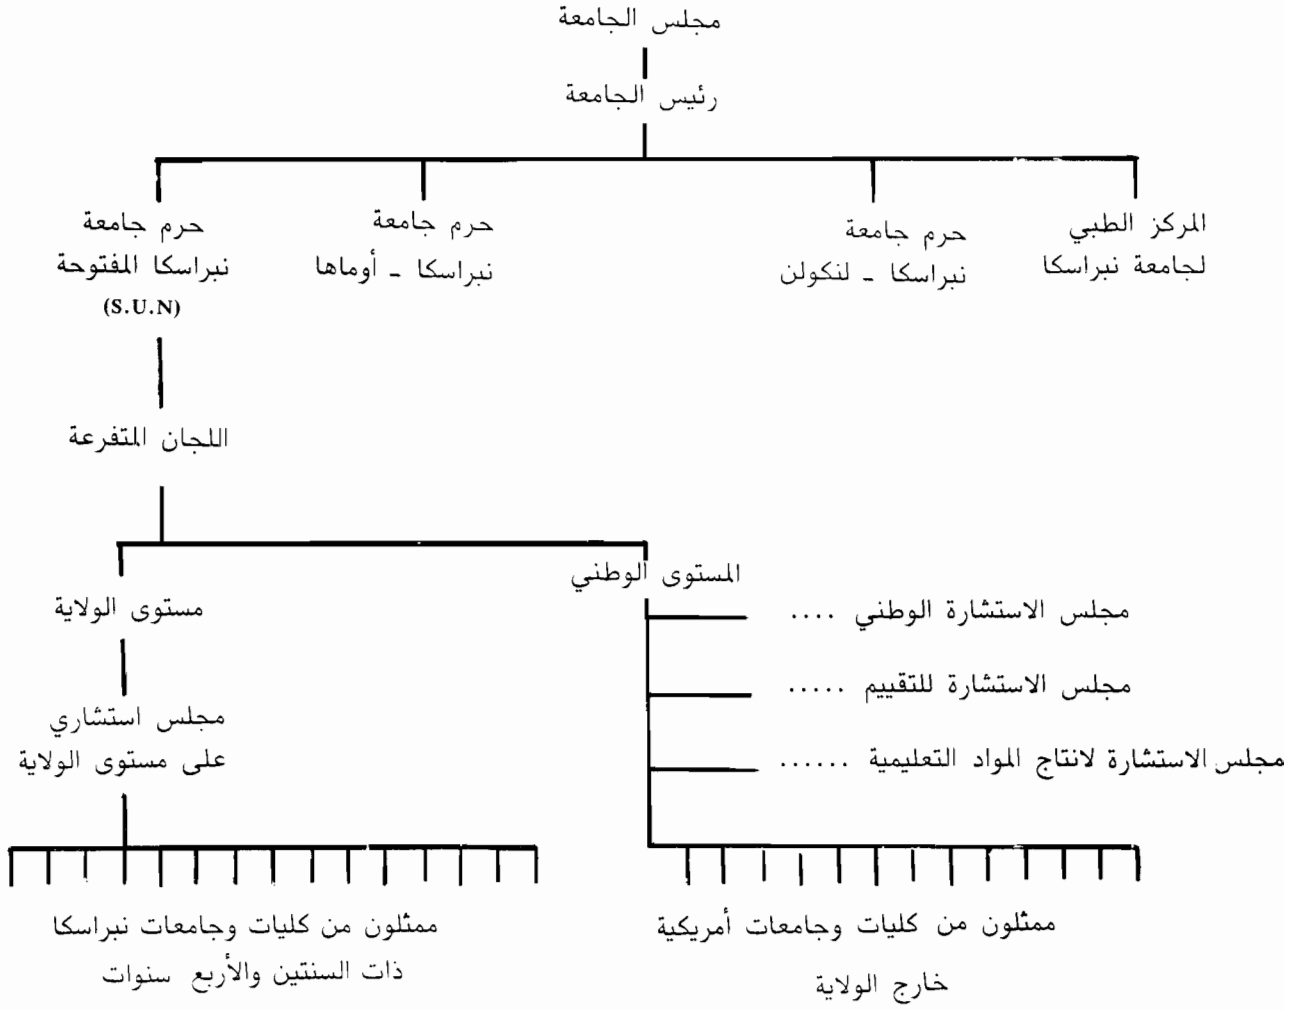 مجلس الجامعة
رئيس الجامعة
المركز الطبي
لجامعة نبراسكا
حرم جامعة
نبراسكا - لنكولن
حرم جامعة
نبراسكا - أوماها
حرم جامعة
نبراسكا المفتوحة
(S.U.N)
اللجان المتفرعة
المستوى الوطني
مجلس الاستشارة الوطني ....
مجلس الاستشارة للتقييم .....
مجلس الاستشارة لانتاج المواد التعليمية ......
ممثلون من كليات وجامعات أمريكية
خارج الولاية
مستوى الولاية
مجلس استشاري
على مستوى الولاية
ممثلون من كليات وجامعات نبراسكا
ذات السنتين والأربع سنوات